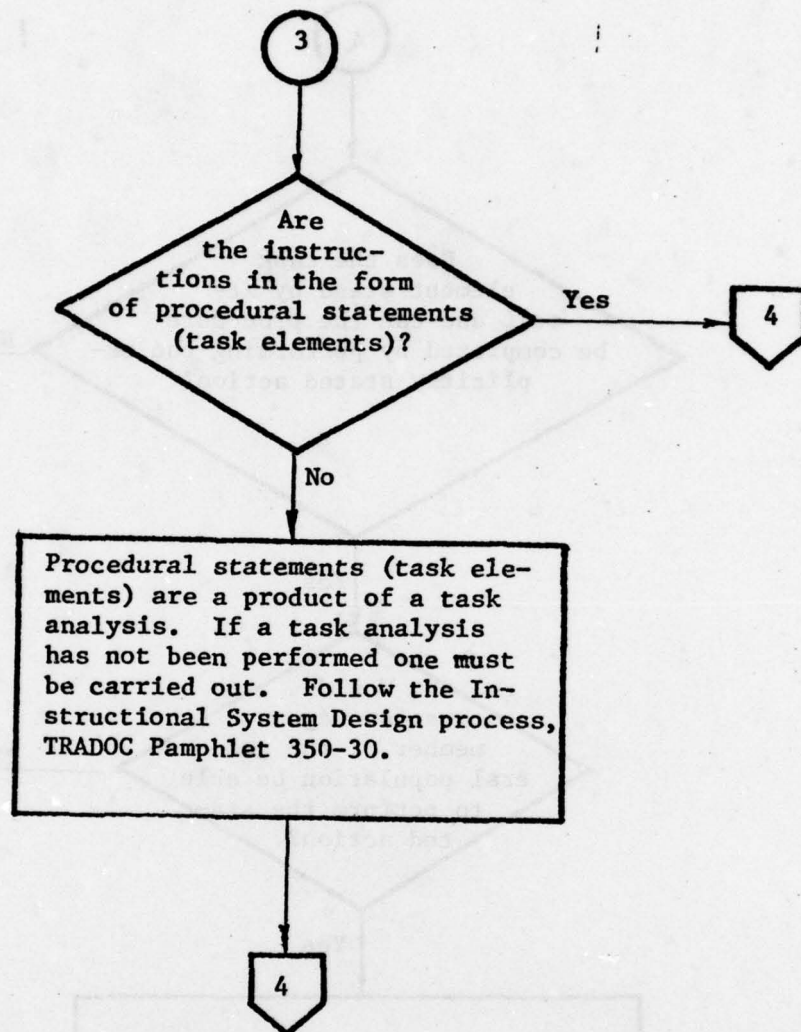 3
Are
the instruc-
tions in the form
of procedural statements
(task elements)?
Yes
4
No
Procedural statements (task ele-
ments) are a product of a task
analysis. If a task analysis
has not been performed one must
be carried out. Follow the In-
structional System Design process,
TRADOC Pamphlet 350-30.
4